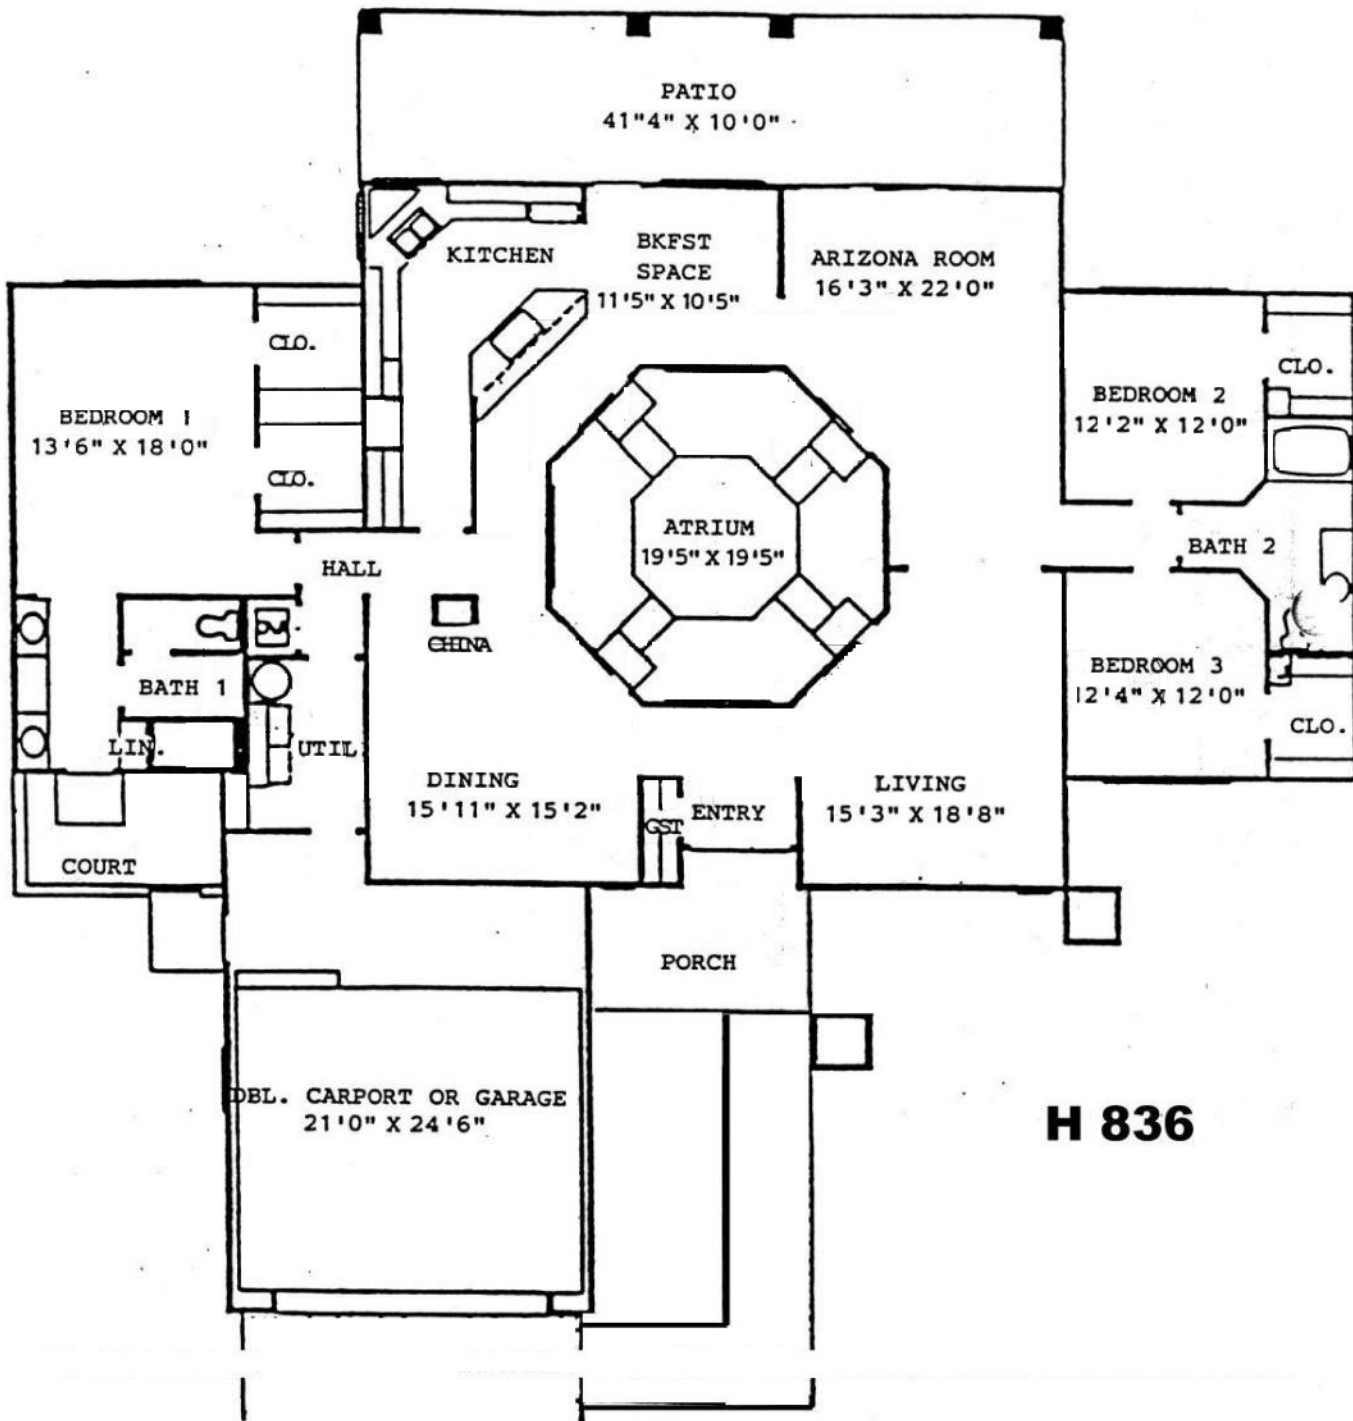 PATIO
41"4" X 10'0"
KITCHEN
BKFST
SPACE
11'5" X 10'5"
ARIZONA ROOM
16'3" X 22'0"
CLO.
BEDROOM 1
13'6" X 18'0"
CLO.
BEDROOM 2
12'2" X 12'0"
CLO.
ATRIUM
19'5" X 19'5"
HALL
BATH 2
CHINA
BATH 1
LIN.
UTIL
BEDROOM 3
12'4" X 12'0"
CLO.
DINING
15'11" X 15'2"
GST
ENTRY
LIVING
15'3" X 18'8"
COURT
PORCH
DBL. CARPORT OR GARAGE
21'0" X 24'6"
H 836